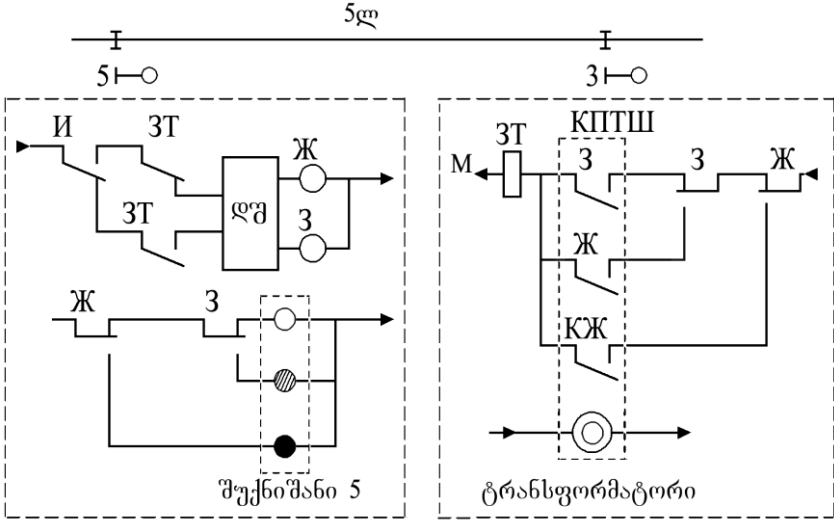 5ლ
5
3
И ЗТ
Ж
ЗТ
დშ
З
Ж З
შუქნიშანი 5
КПТШ
ЗТ
М З З Ж
Ж
КЖ
ტრანსფორმატორი